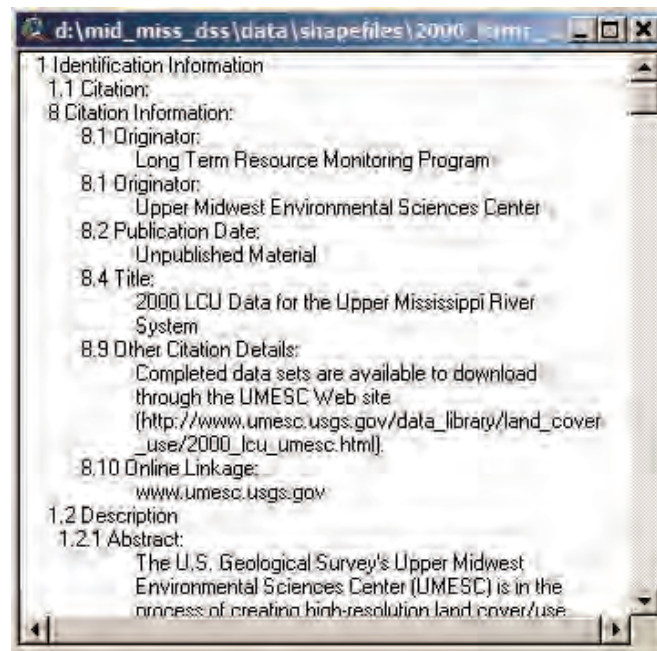 d:\mid_miss_dss\data\shapefiles\2000
1 Identification Information
1.1 Citation:
8 Citation Information:
8.1 Originator:
Long Term Resource Monitoring Program
8.1 Originator:
Upper Midwest Environmental Sciences Center
8.2 Publication Date:
Unpublished Material
8.4 Title:
2000 LCU Data for the Upper Mississippi River
System
8.9 Other Citation Details:
Completed data sets are available to download
through the UMESC Web site
(http://www.umesc.usgs.gov/data_library/land_cover
_use/2000_lcu_umesc.html).
8.10 Online Linkage:
www.umesc.usgs.gov
1.2 Description
1.2.1 Abstract:
The U.S. Geological Survey's Upper Midwest
Environmental Sciences Center (UMESC) is in the
process of creating high-resolution land cover/use